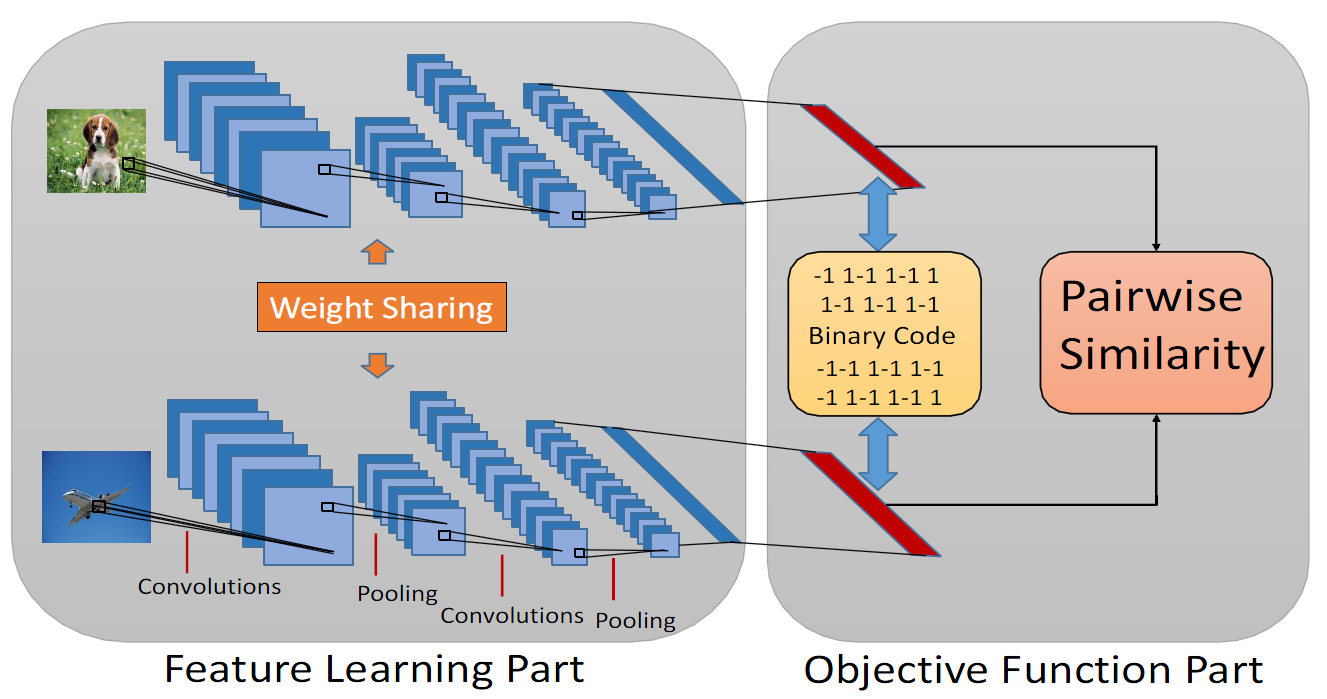 Weight Sharing
Convolutions
Pooling
Convolutions
Pooling
Feature Learning Part
-1 1-1 1-1 1
1-1 1-1 1-1
Binary Code
-1-1 1-1 1-1
-1 1-1 1-1 1
Pairwise
Similarity
Objective Function Part